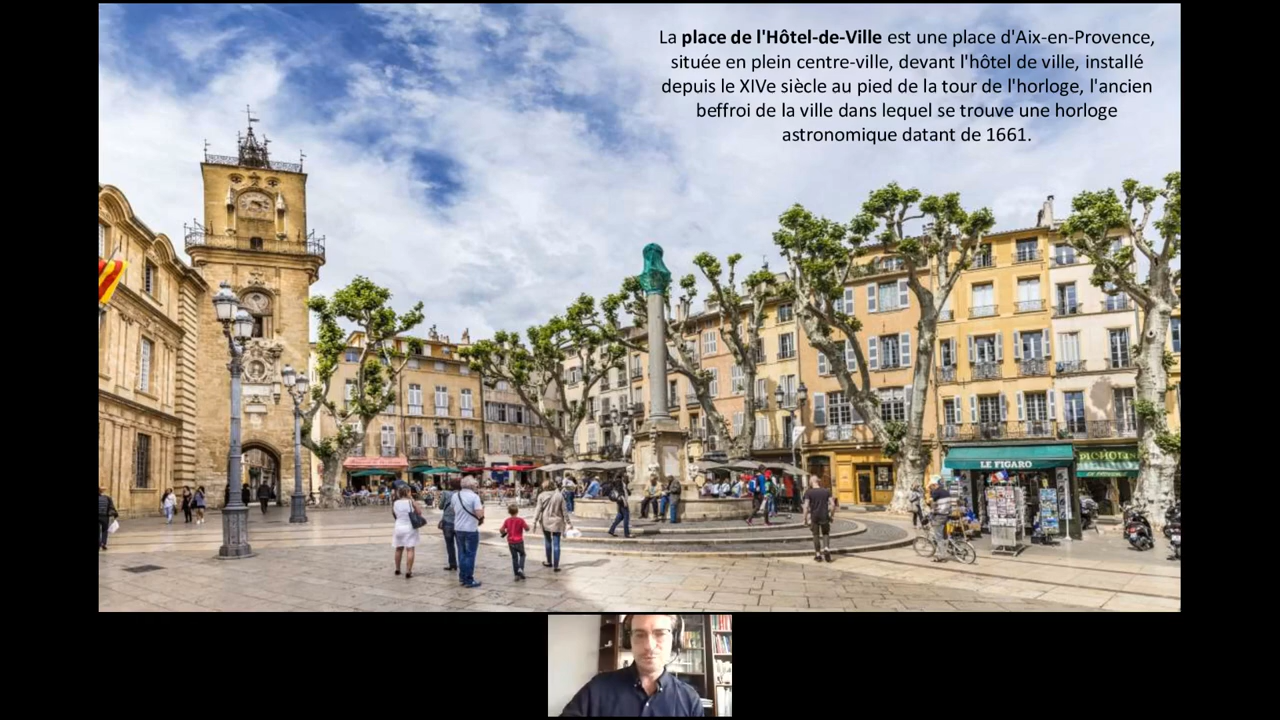 La place de l'Hôtel-de-Ville est une place d'Aix-en-Provence,
située en plein centre-ville, devant l'hôtel de ville, installé
depuis le XIVe siècle au pied de la tour de l'horloge, l'ancien
beffroi de la ville dans lequel se trouve une horloge
astronomique datant de 1661.
LE FIGARO